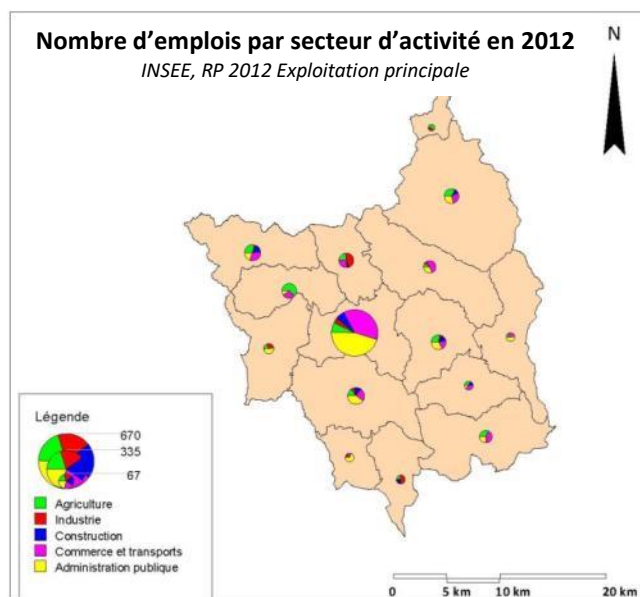 Nombre d’emplois par secteur d’activité en 2012
INSEE, RP 2012 Exploitation principale
N
Légende
670
335
67
Agriculture
Industrie
Construction
Commerce et transports
Administration publique
0 5 km 10 km 20 km